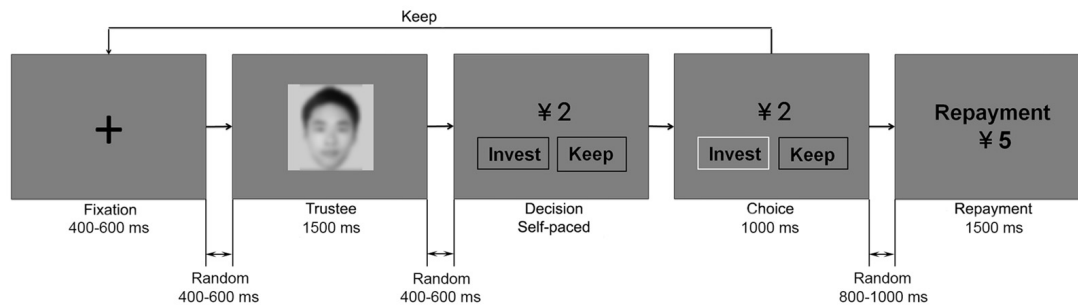 Keep
+
¥ 2
Invest Keep
¥ 2
Invest Keep
Repayment
¥ 5
Fixation
400-600 ms
Trustee
1500 ms
Decision
Self-paced
Choice
1000 ms
Repayment
1500 ms
Random
400-600 ms
Random
400-600 ms
Random
800-1000 ms